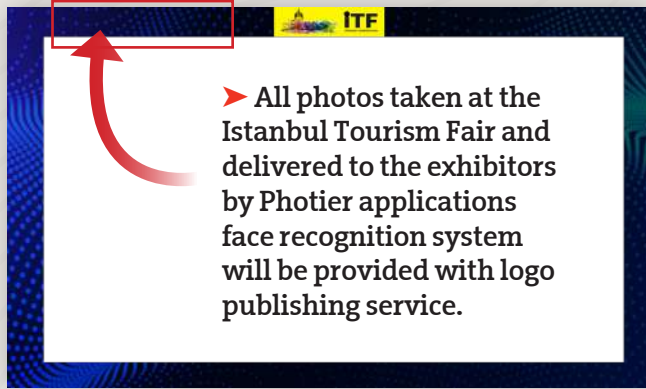 İTF
➤ All photos taken at the
Istanbul Tourism Fair and
delivered to the exhibitors
by Photier applications
face recognition system
will be provided with logo
publishing service.